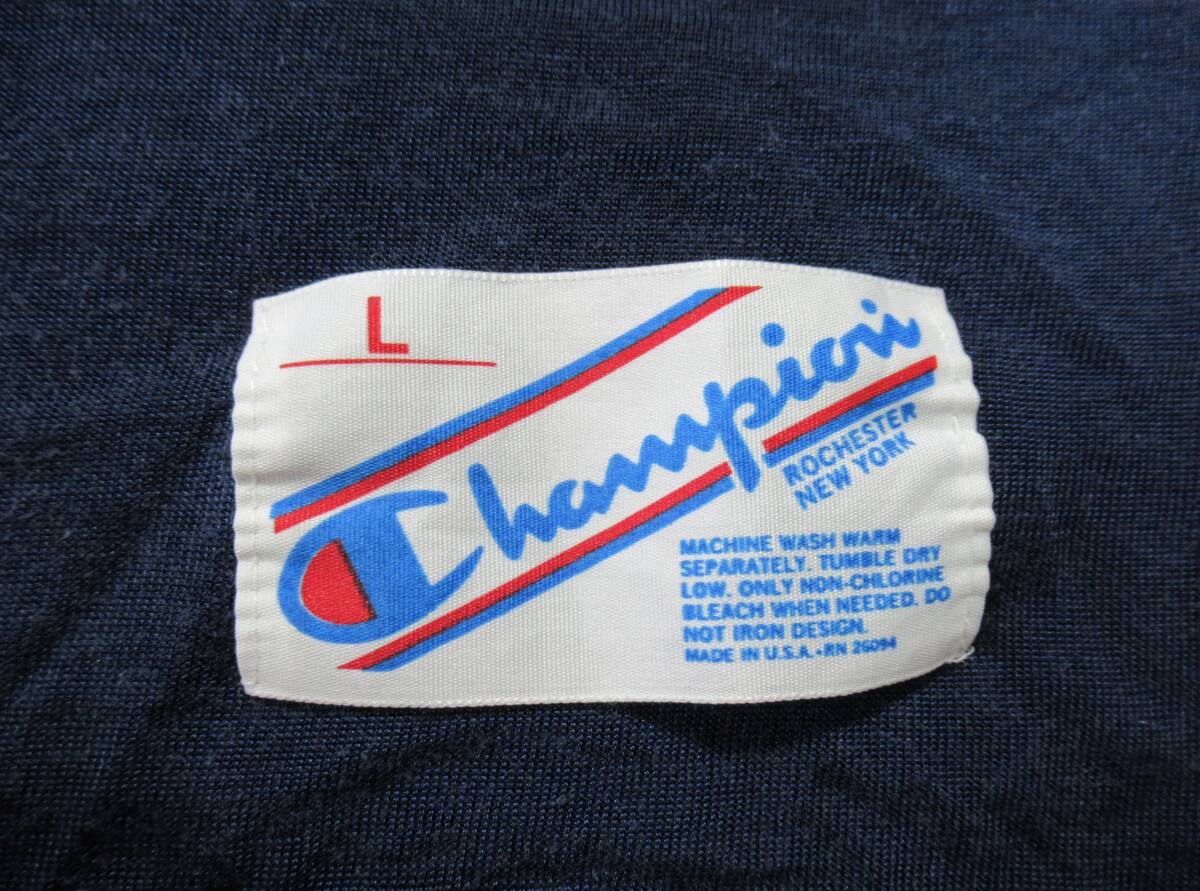 L
Champion
ROCHESTER
NEW YORK
MACHINE WASH WARM
SEPARATELY. TUMBLE DRY
LOW. ONLY NON-CHLORINE
BLEACH WHEN NEEDED. DO
NOT IRON DESIGN.
MADE IN U.S.A. • RN 26094